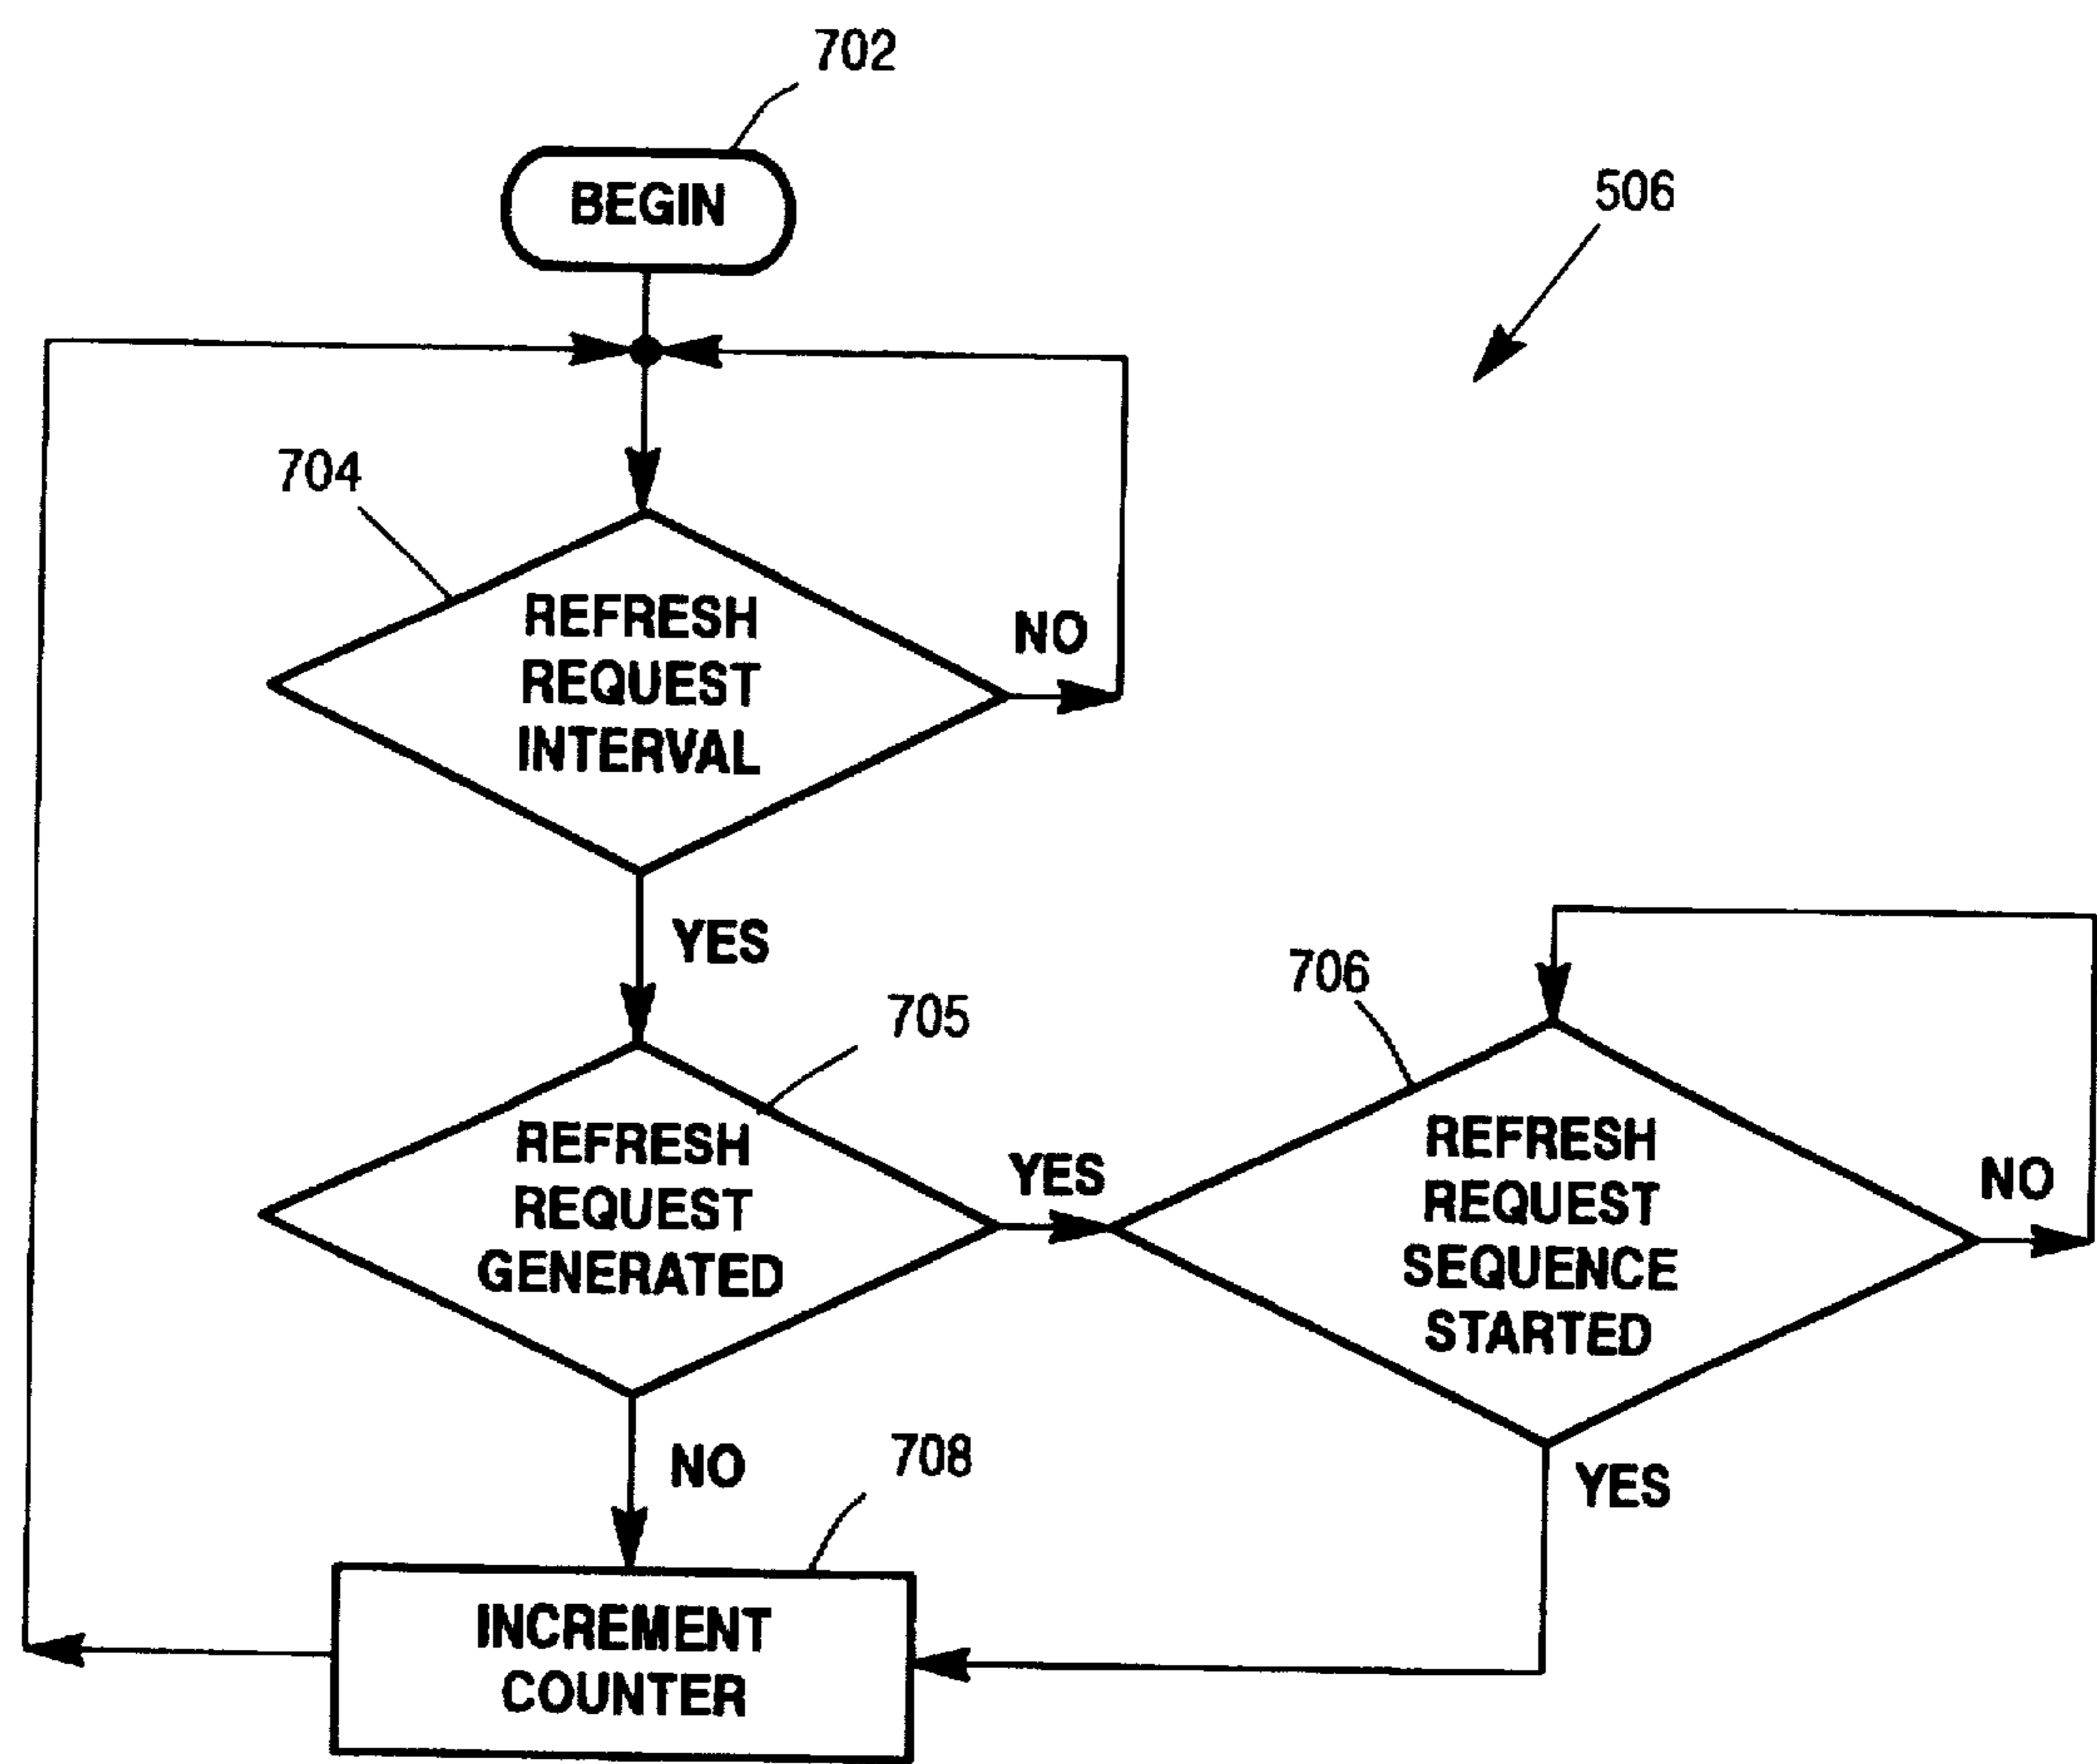 702
BEGIN
506
704
REFRESH
REQUEST
INTERVAL
NO
YES
705
706
REFRESH
REQUEST
GENERATED
YES
REFRESH
REQUEST
SEQUENCE
STARTED
NO
NO
708
YES
INCREMENT
COUNTER